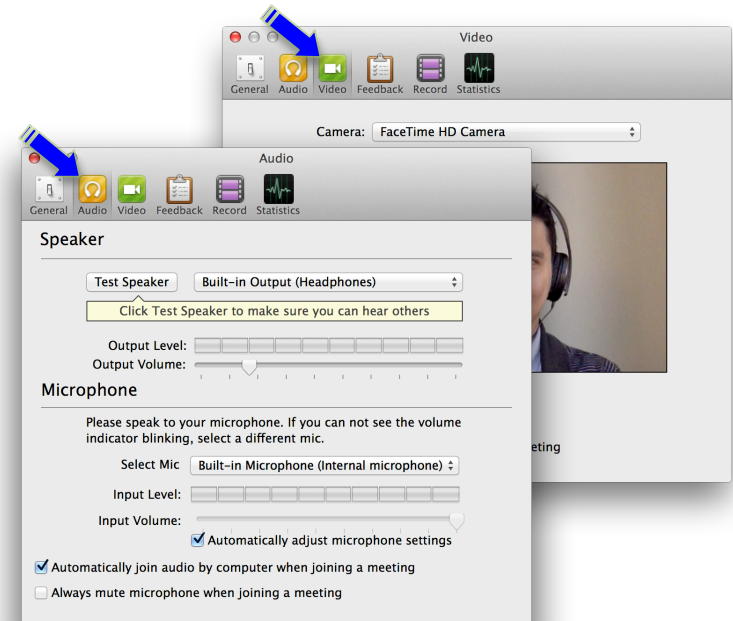 Video
General Audio Video Feedback Record Statistics
Camera: FaceTime HD Camera
Audio
General Audio Video Feedback Record Statistics
Speaker
Test Speaker Built-in Output (Headphones)
Click Test Speaker to make sure you can hear others
Output Level:
Output Volume:
Microphone
Please speak to your microphone. If you can not see the volume
indicator blinking, select a different mic.
eting
Select Mic Built-in Microphone (Internal microphone)
Input Level:
Input Volume:
Automatically adjust microphone settings
Automatically join audio by computer when joining a meeting
Always mute microphone when joining a meeting